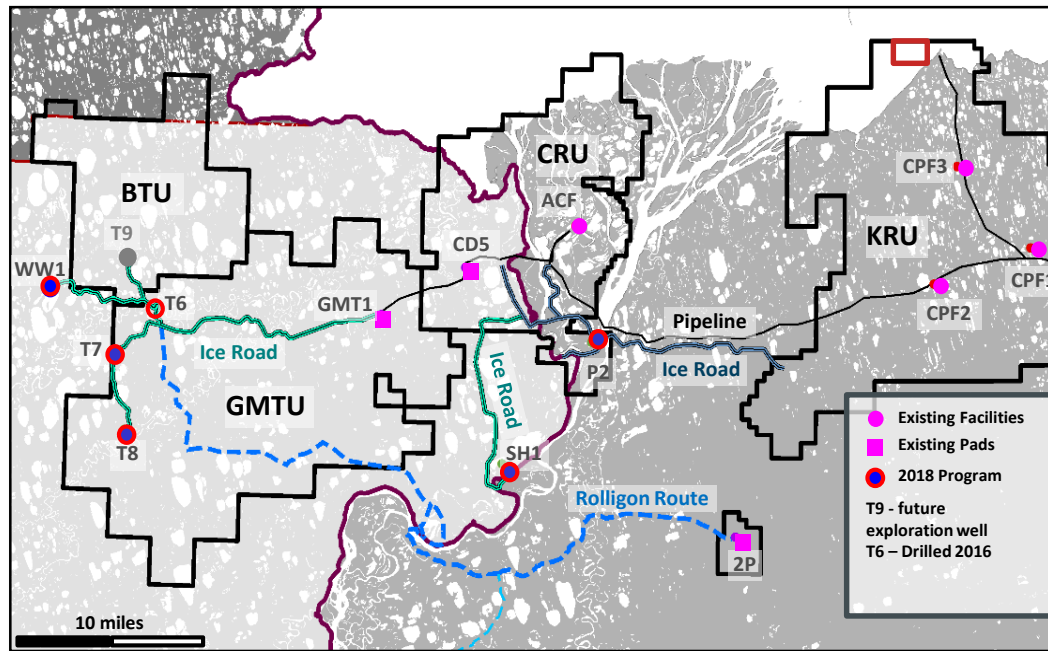 CRU
ACF
CPF3
BTU
T9
KRU
CD5
WW1
CPF1
T6
GMT1
CPF2
Pipeline
T7
Ice Road
P2
Ice Road
Ice Road
GMTU
T8
SH1
Rolligon Route
2P
Existing Facilities
Existing Pads
2018 Program
T9 - future
exploration well
T6 – Drilled 2016
10 miles